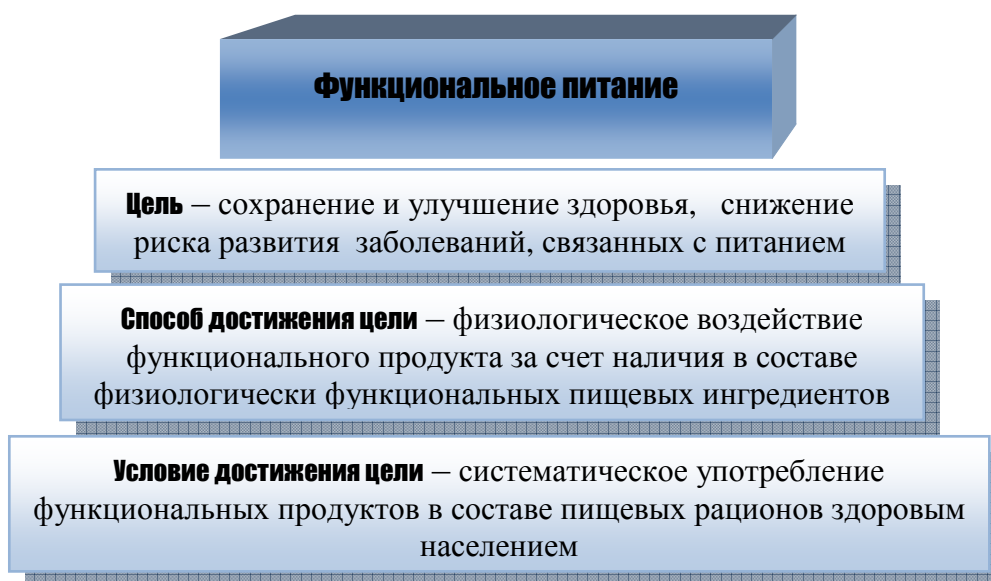 Функциональное питание
Цель – сохранение и улучшение здоровья, снижение
риска развития заболеваний, связанных с питанием
Способ достижения цели – физиологическое воздействие
функционального продукта за счет наличия в составе
физиологически функциональных пищевых ингредиентов
Условие достижения цели – систематическое употребление
функциональных продуктов в составе пищевых рационов здоровым
населением